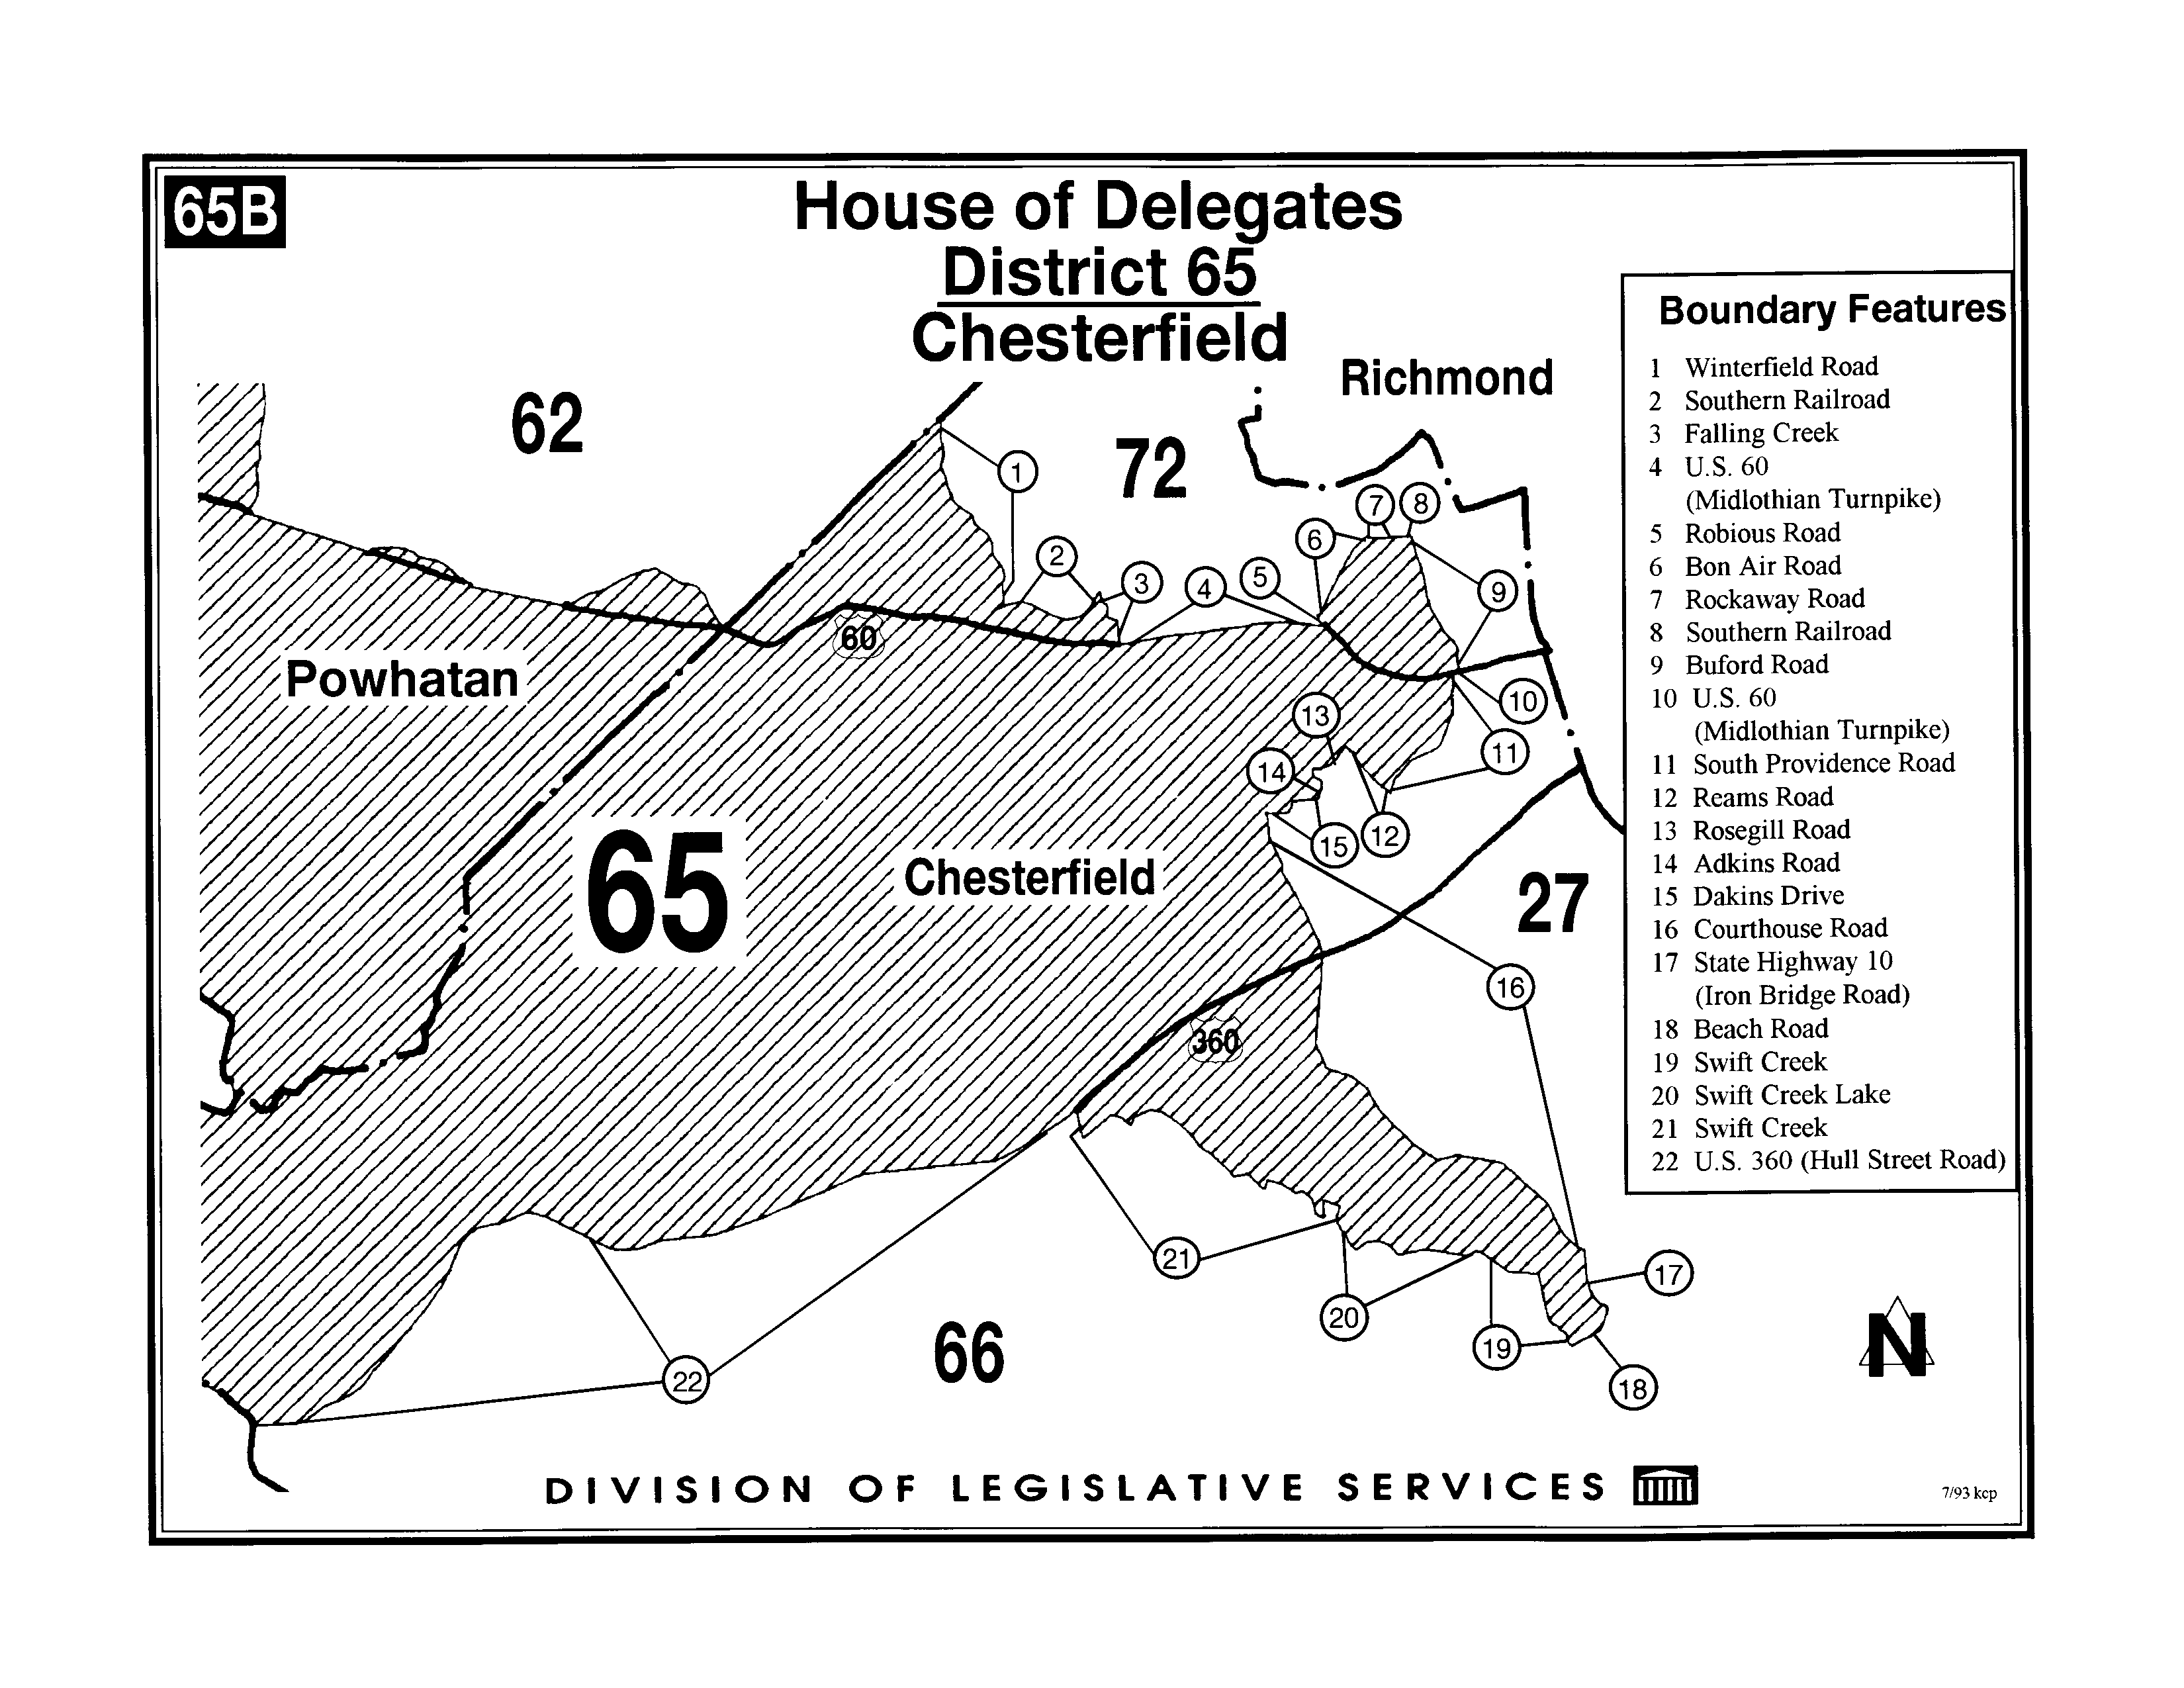 65B
House of Delegates
District 65
Chesterfield
Boundary Features
1 Winterfield Road
2 Southern Railroad
3 Falling Creek
4 U.S. 60
(Midlothian Turnpike)
5 Robious Road
6 Bon Air Road
7 Rockaway Road
8 Southern Railroad
9 Buford Road
10 U.S. 60
(Midlothian Turnpike)
11 South Providence Road
12 Reams Road
13 Rosegill Road
14 Adkins Road
15 Dakins Drive
16 Courthouse Road
17 State Highway 10
(Iron Bridge Road)
18 Beach Road
19 Swift Creek
20 Swift Creek Lake
21 Swift Creek
22 U.S. 360 (Hull Street Road)
Richmond
62
72
1
7
8
6
2
3
4
5
9
60
Powhatan
10
13
11
14
15
12
65
Chesterfield
27
16
360
21
17
20
19
18
66
22
N
DIVISION OF LEGISLATIVE SERVICES
7/93 kcp